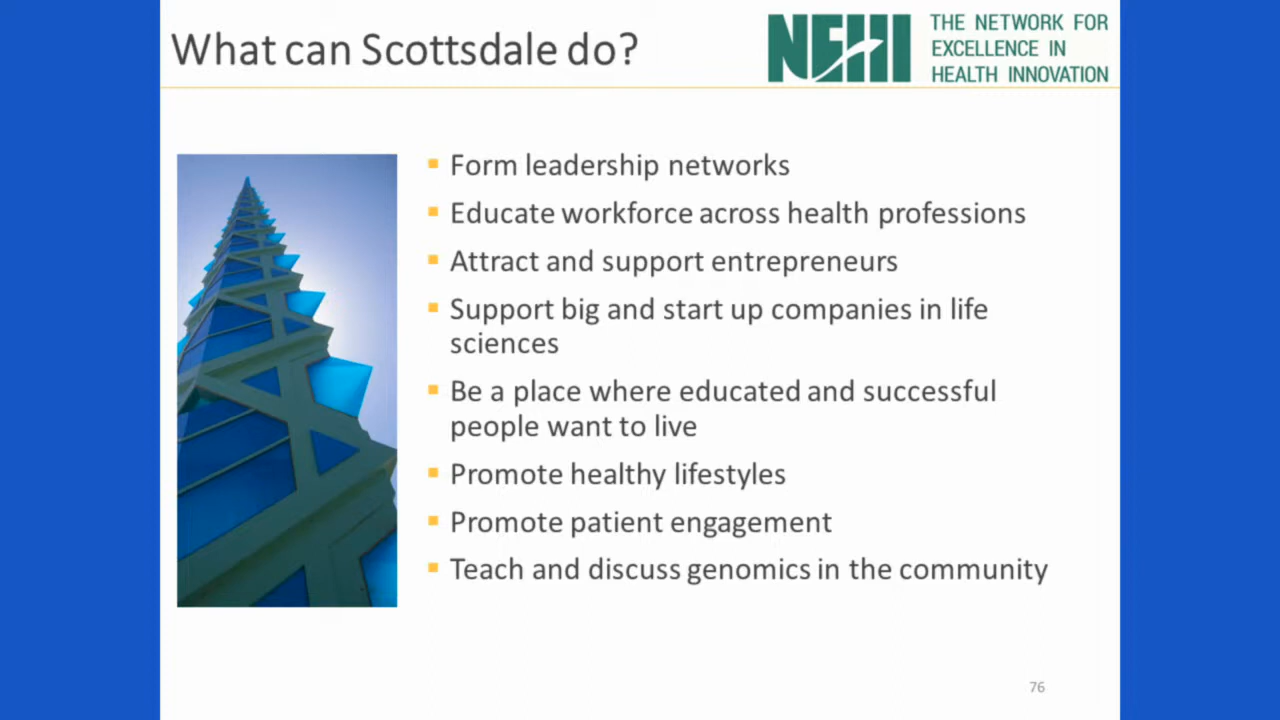 What can Scottsdale do?
NEHI
THE NETWORK FOR
EXCELLENCE IN
HEALTH INNOVATION
Form leadership networks
Educate workforce across health professions
Attract and support entrepreneurs
Support big and start up companies in life
sciences
Be a place where educated and successful
people want to live
Promote healthy lifestyles
Promote patient engagement
Teach and discuss genomics in the community
76